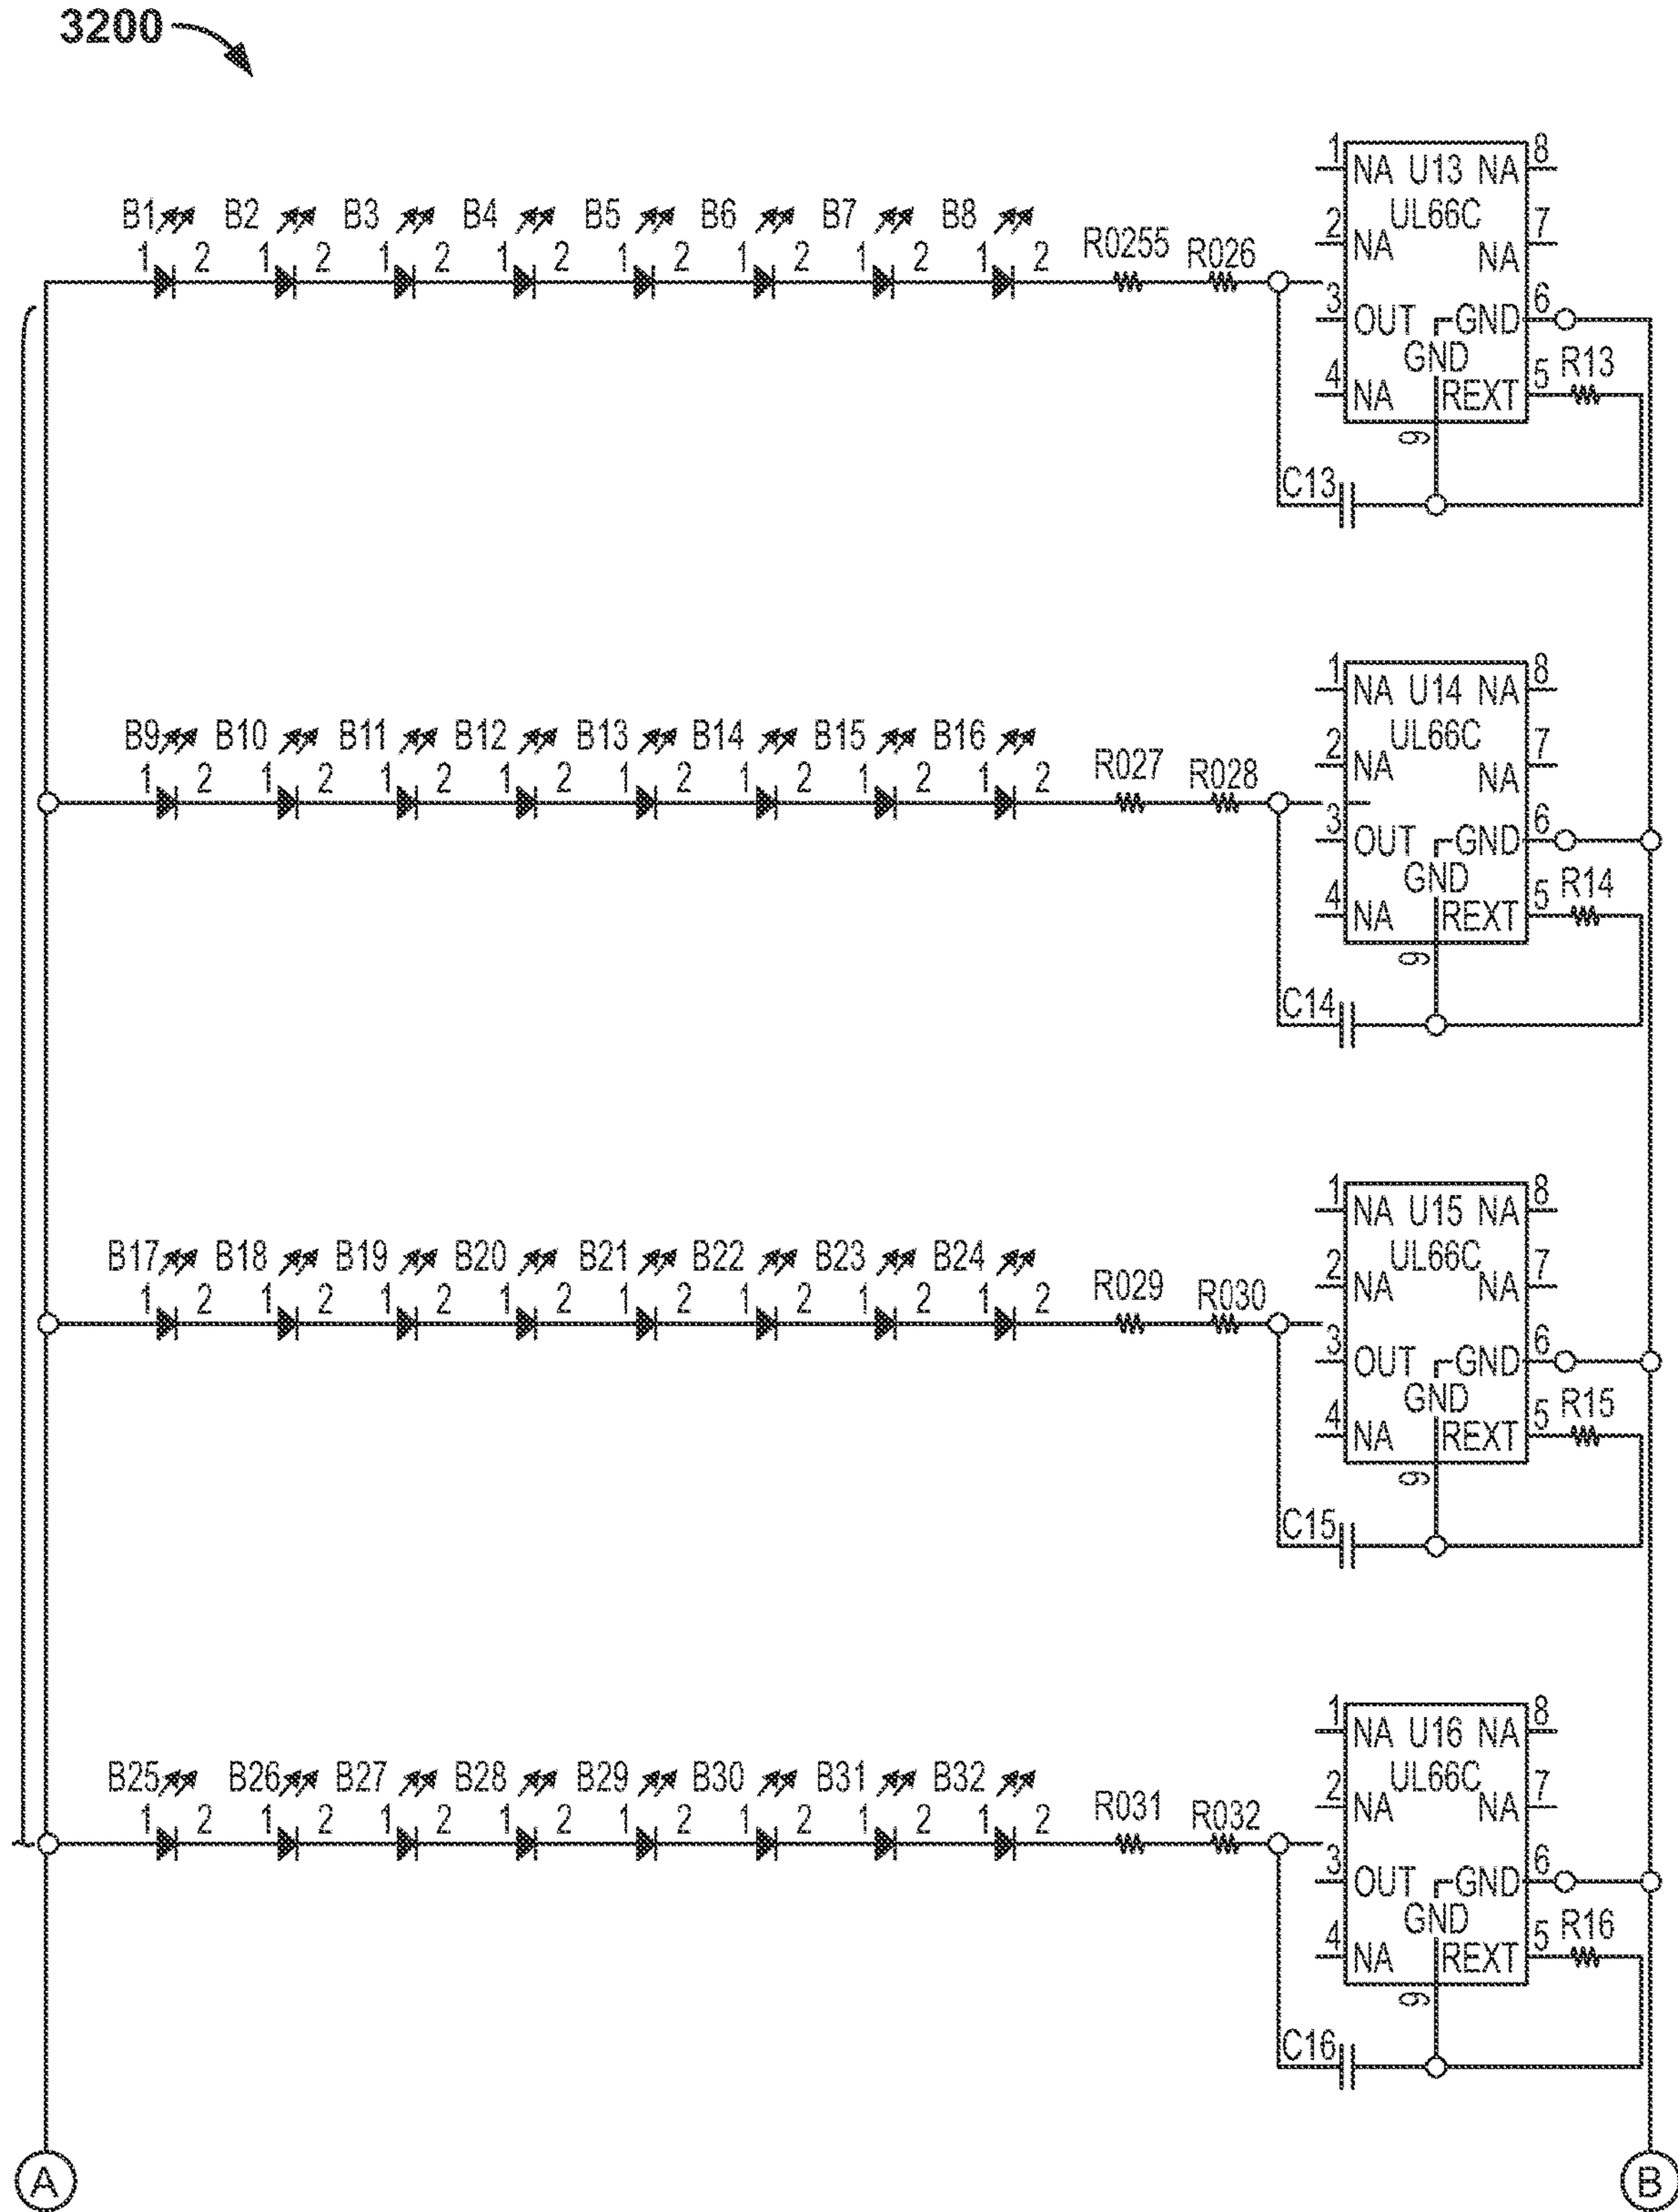 3200
B1 B2 B3 B4 B5 B6 B7 B8 R0255 R026
1 2 1 2 1 2 1 2 1 2 1 2 1 2 1 2
1 NA U13 NA 8
UL66C
2 NA NA 7
3 OUT GND 6
GND
4 NA REXT 5 R13
9
C13
B9 B10 B11 B12 B13 B14 B15 B16 R027 R028
1 2 1 2 1 2 1 2 1 2 1 2 1 2 1 2
1 NA U14 NA 8
UL66C
2 NA NA 7
3 OUT GND 6
GND
4 NA REXT 5 R14
9
C14
B17 B18 B19 B20 B21 B22 B23 B24 R029 R030
1 2 1 2 1 2 1 2 1 2 1 2 1 2 1 2
1 NA U15 NA 8
UL66C
2 NA NA 7
3 OUT GND 6
GND
4 NA REXT 5 R15
9
C15
B25 B26 B27 B28 B29 B30 B31 B32 R031 R032
1 2 1 2 1 2 1 2 1 2 1 2 1 2 1 2
1 NA U16 NA 8
UL66C
2 NA NA 7
3 OUT GND 6
GND
4 NA REXT 5 R16
9
C16
A B